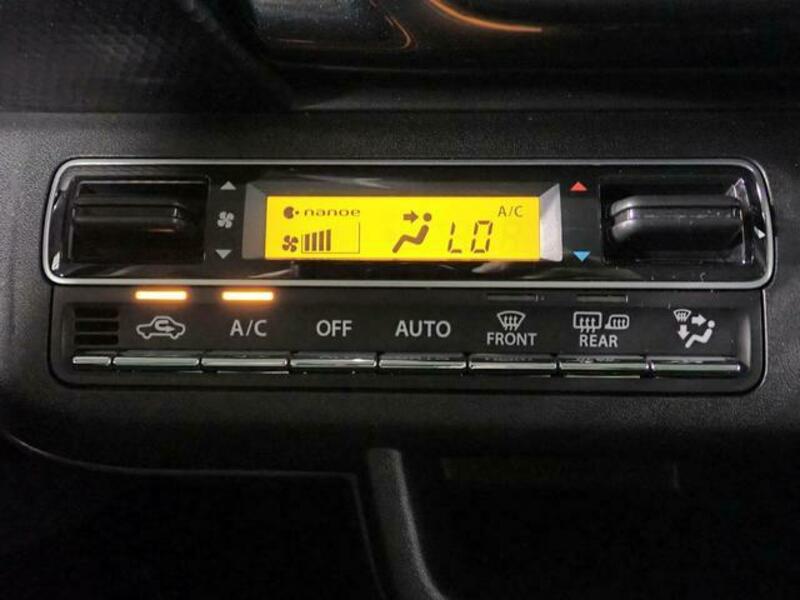 nanoe
A/C
LO
A/C
OFF
AUTO
FRONT
REAR